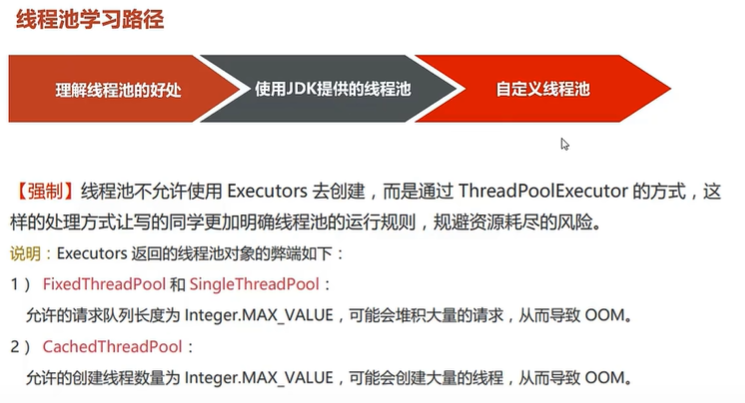 线程池学习路径
理解线程池的好处
使用JDK提供的线程池
自定义线程池
【强制】线程池不允许使用 Executors 去创建，而是通过 ThreadPoolExecutor 的方式，这
样的处理方式让写的同学更加明确线程池的运行规则，规避资源耗尽的风险。
说明：Executors 返回的线程池对象的弊端如下：
1） FixedThreadPool 和 SingleThreadPool：
允许的请求队列长度为 Integer.MAX_VALUE，可能会堆积大量的请求，从而导致 OOM。
2） CachedThreadPool：
允许的创建线程数量为 Integer.MAX_VALUE，可能会创建大量的线程，从而导致 OOM。